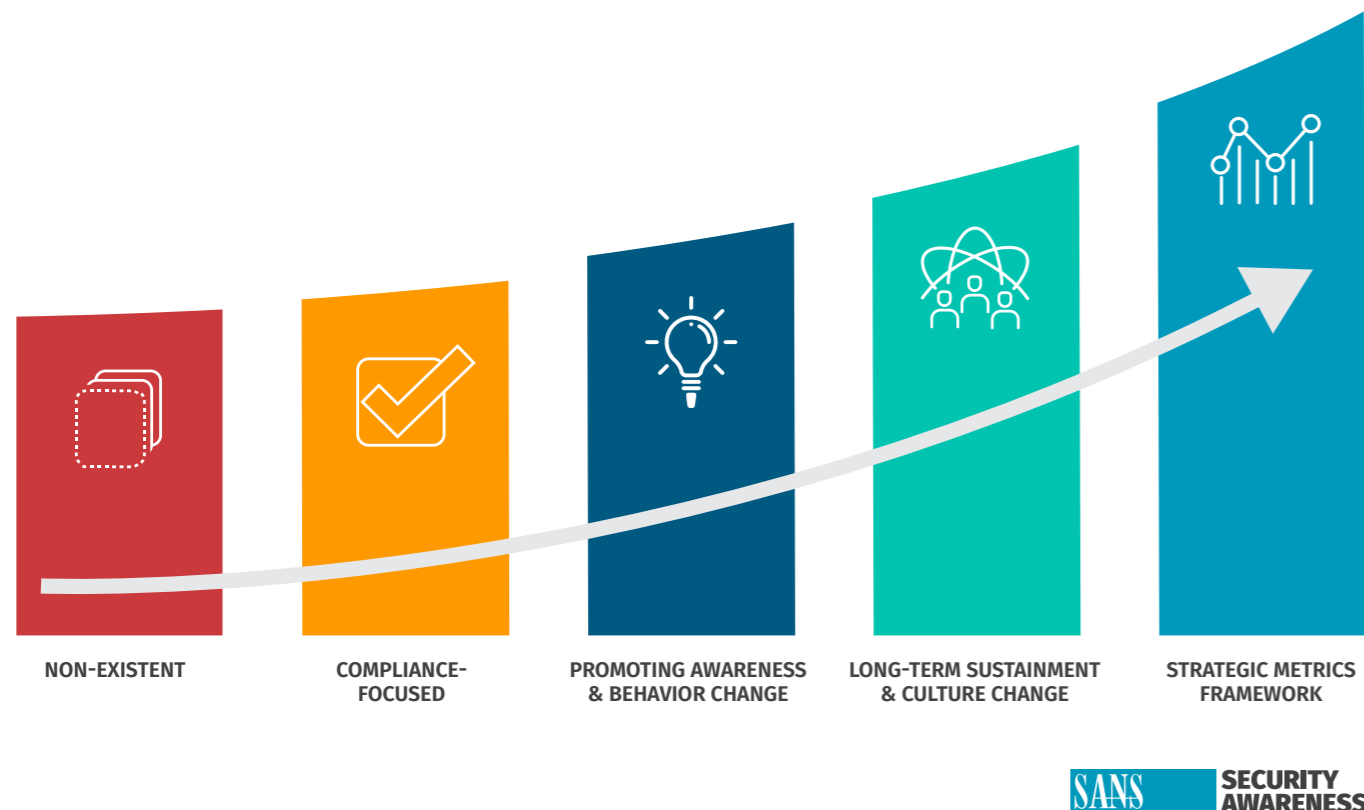 NON-EXISTENT
COMPLIANCE-
FOCUSED
PROMOTING AWARENESS
& BEHAVIOR CHANGE
LONG-TERM SUSTAINMENT
& CULTURE CHANGE
STRATEGIC METRICS
FRAMEWORK
SANS
SECURITY
AWARENESS